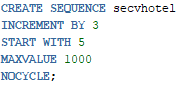 CREATE SEQUENCE secvhotel
INCREMENT BY 3
START WITH 5
MAXVALUE 1000
NOCYCLE;